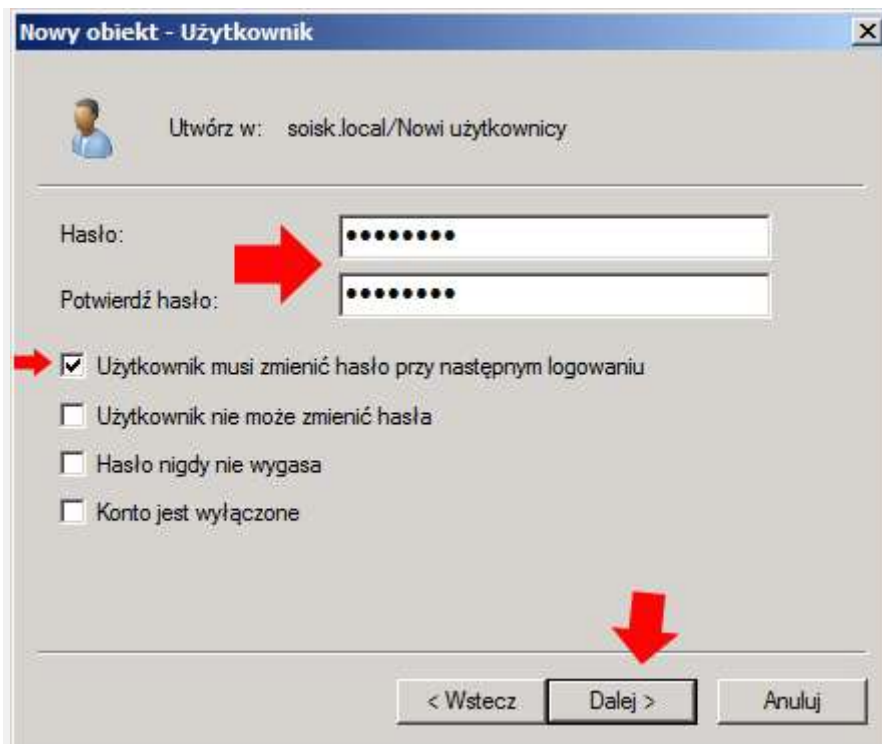 Nowy obiekt - Użytkownik
Utwórz w: soisk.local/Nowi użytkownicy
Hasło: ●●●●●●●●
Potwierdź hasło: ●●●●●●●●
Użytkownik musi zmienić hasło przy następnym logowaniu
Użytkownik nie może zmienić hasła
Hasło nigdy nie wygasa
Konto jest wyłączone
< Wstecz Dalej > Anuluj